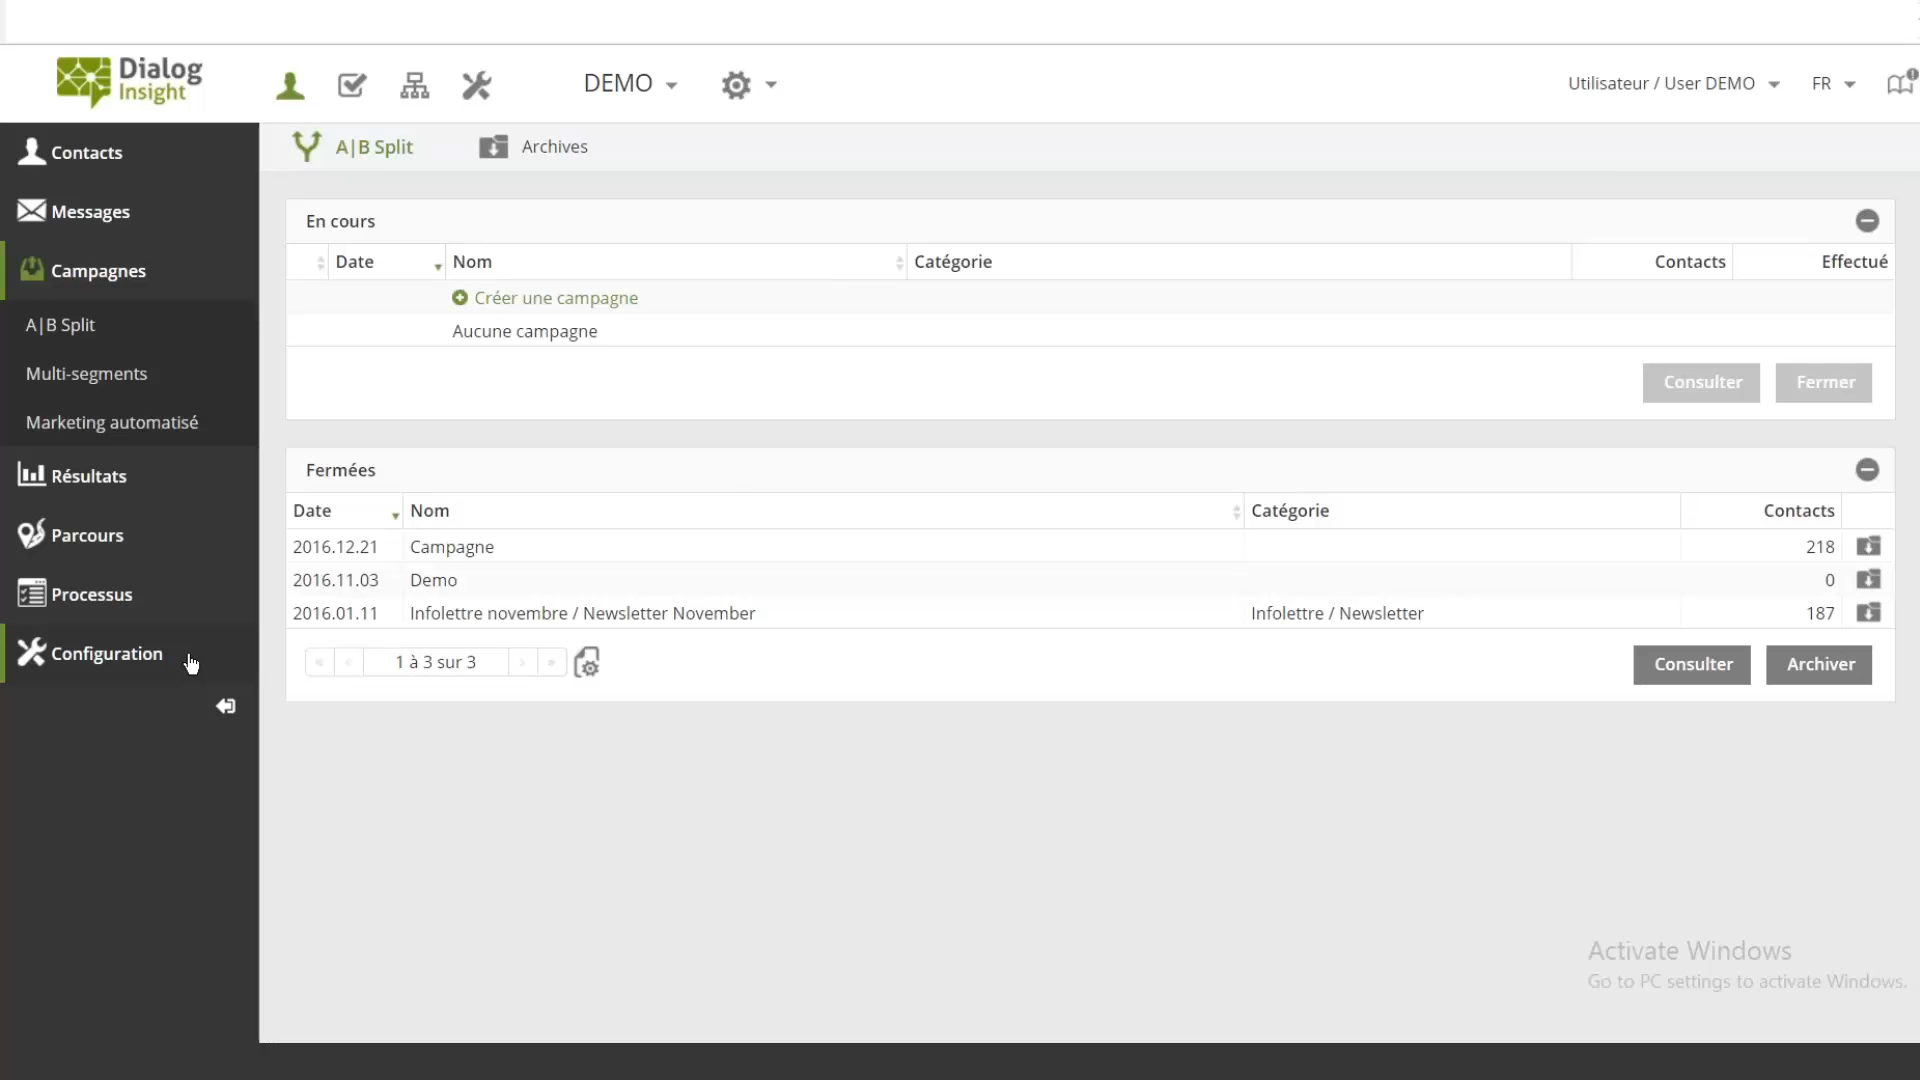 Dialog
Insight
DEMO
Utilisateur / User DEMO
FR
Contacts
Messages
Campagnes
A|B Split
Multi-segments
Marketing automatisé
Résultats
Parcours
Processus
Configuration
A|B Split
Archives
En cours
Date Nom Catégorie Contacts Effectué
Créer une campagne
Aucune campagne
Consulter Fermer
Fermées
Date Nom Catégorie Contacts
2016.12.21 Campagne 218
2016.11.03 Demo 0
2016.01.11 Infolettre novembre / Newsletter November Infolettre / Newsletter 187
« ‹ 1 à 3 sur 3 › »
Consulter Archiver
Activate Windows
Go to PC settings to activate Windows.